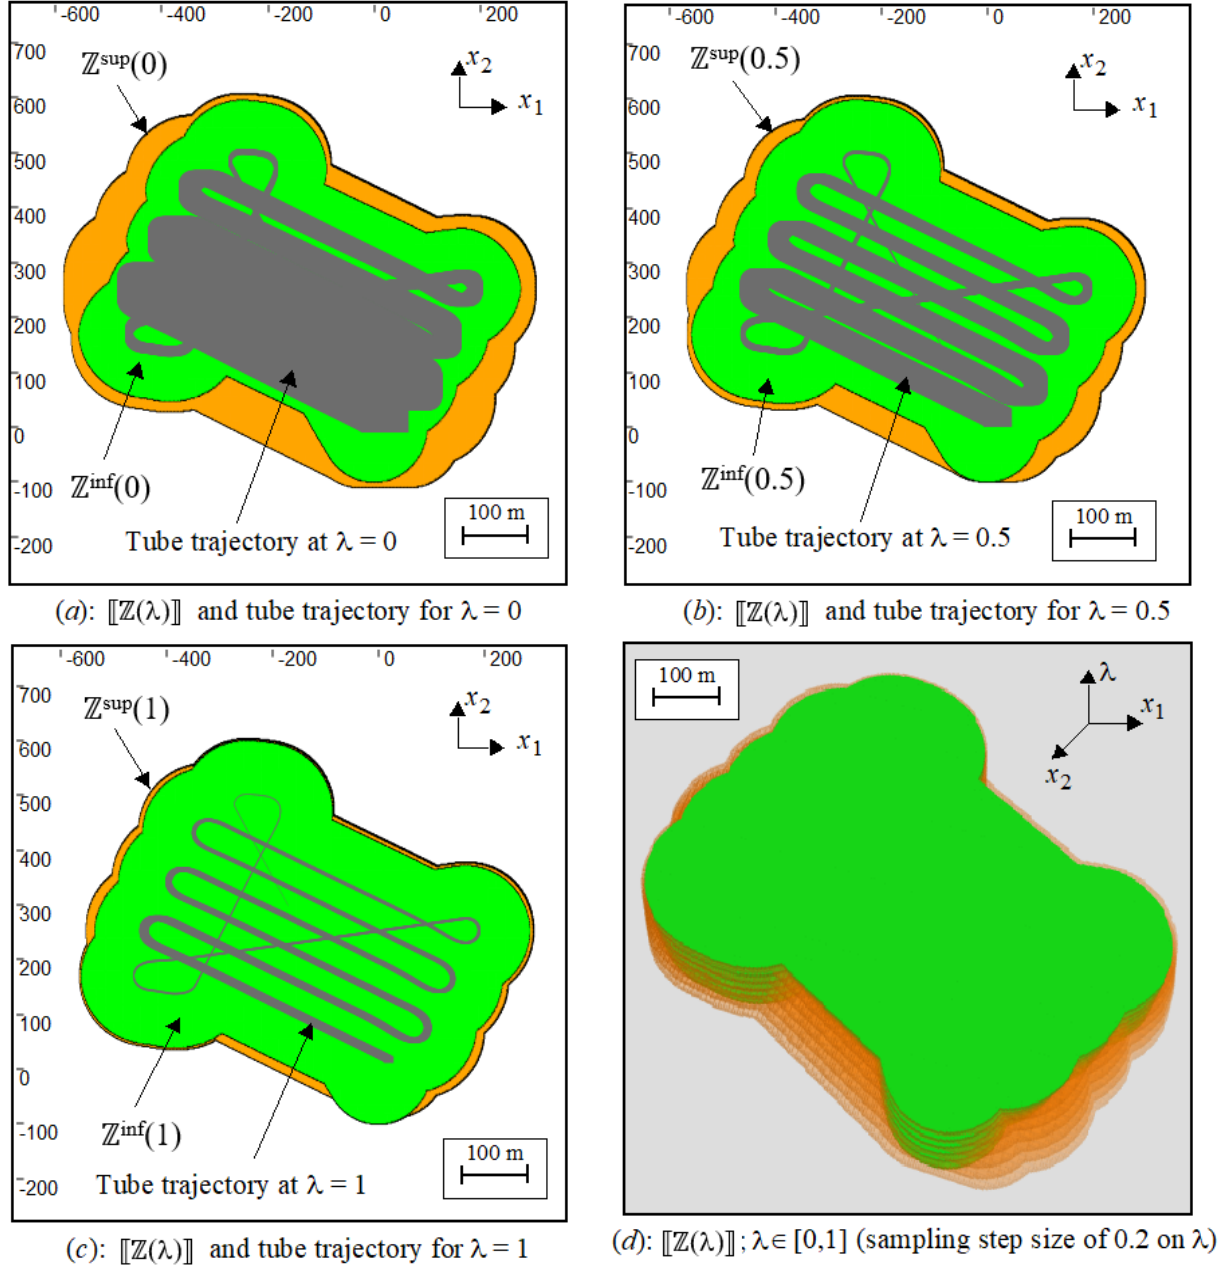 -600 -400 -200 0 200
700
600
500
400
300
200
100
0
-100
-200
ℤsup(0)
x2
x1
ℤinf(0)
100 m
Tube trajectory at λ = 0
(a): ⟦ℤ(λ)⟧ and tube trajectory for λ = 0
-600 -400 -200 0 200
700
600
500
400
300
200
100
0
-100
-200
ℤsup(0.5)
x2
x1
ℤinf(0.5)
100 m
Tube trajectory at λ = 0.5
(b): ⟦ℤ(λ)⟧ and tube trajectory for λ = 0.5
-600 -400 -200 0 200
700
600
500
400
300
200
100
0
-100
-200
ℤsup(1)
x2
x1
ℤinf(1)
100 m
Tube trajectory at λ = 1
(c): ⟦ℤ(λ)⟧ and tube trajectory for λ = 1
100 m
λ
x1
x2
(d): ⟦ℤ(λ)⟧; λ∈ [0,1] (sampling step size of 0.2 on λ)